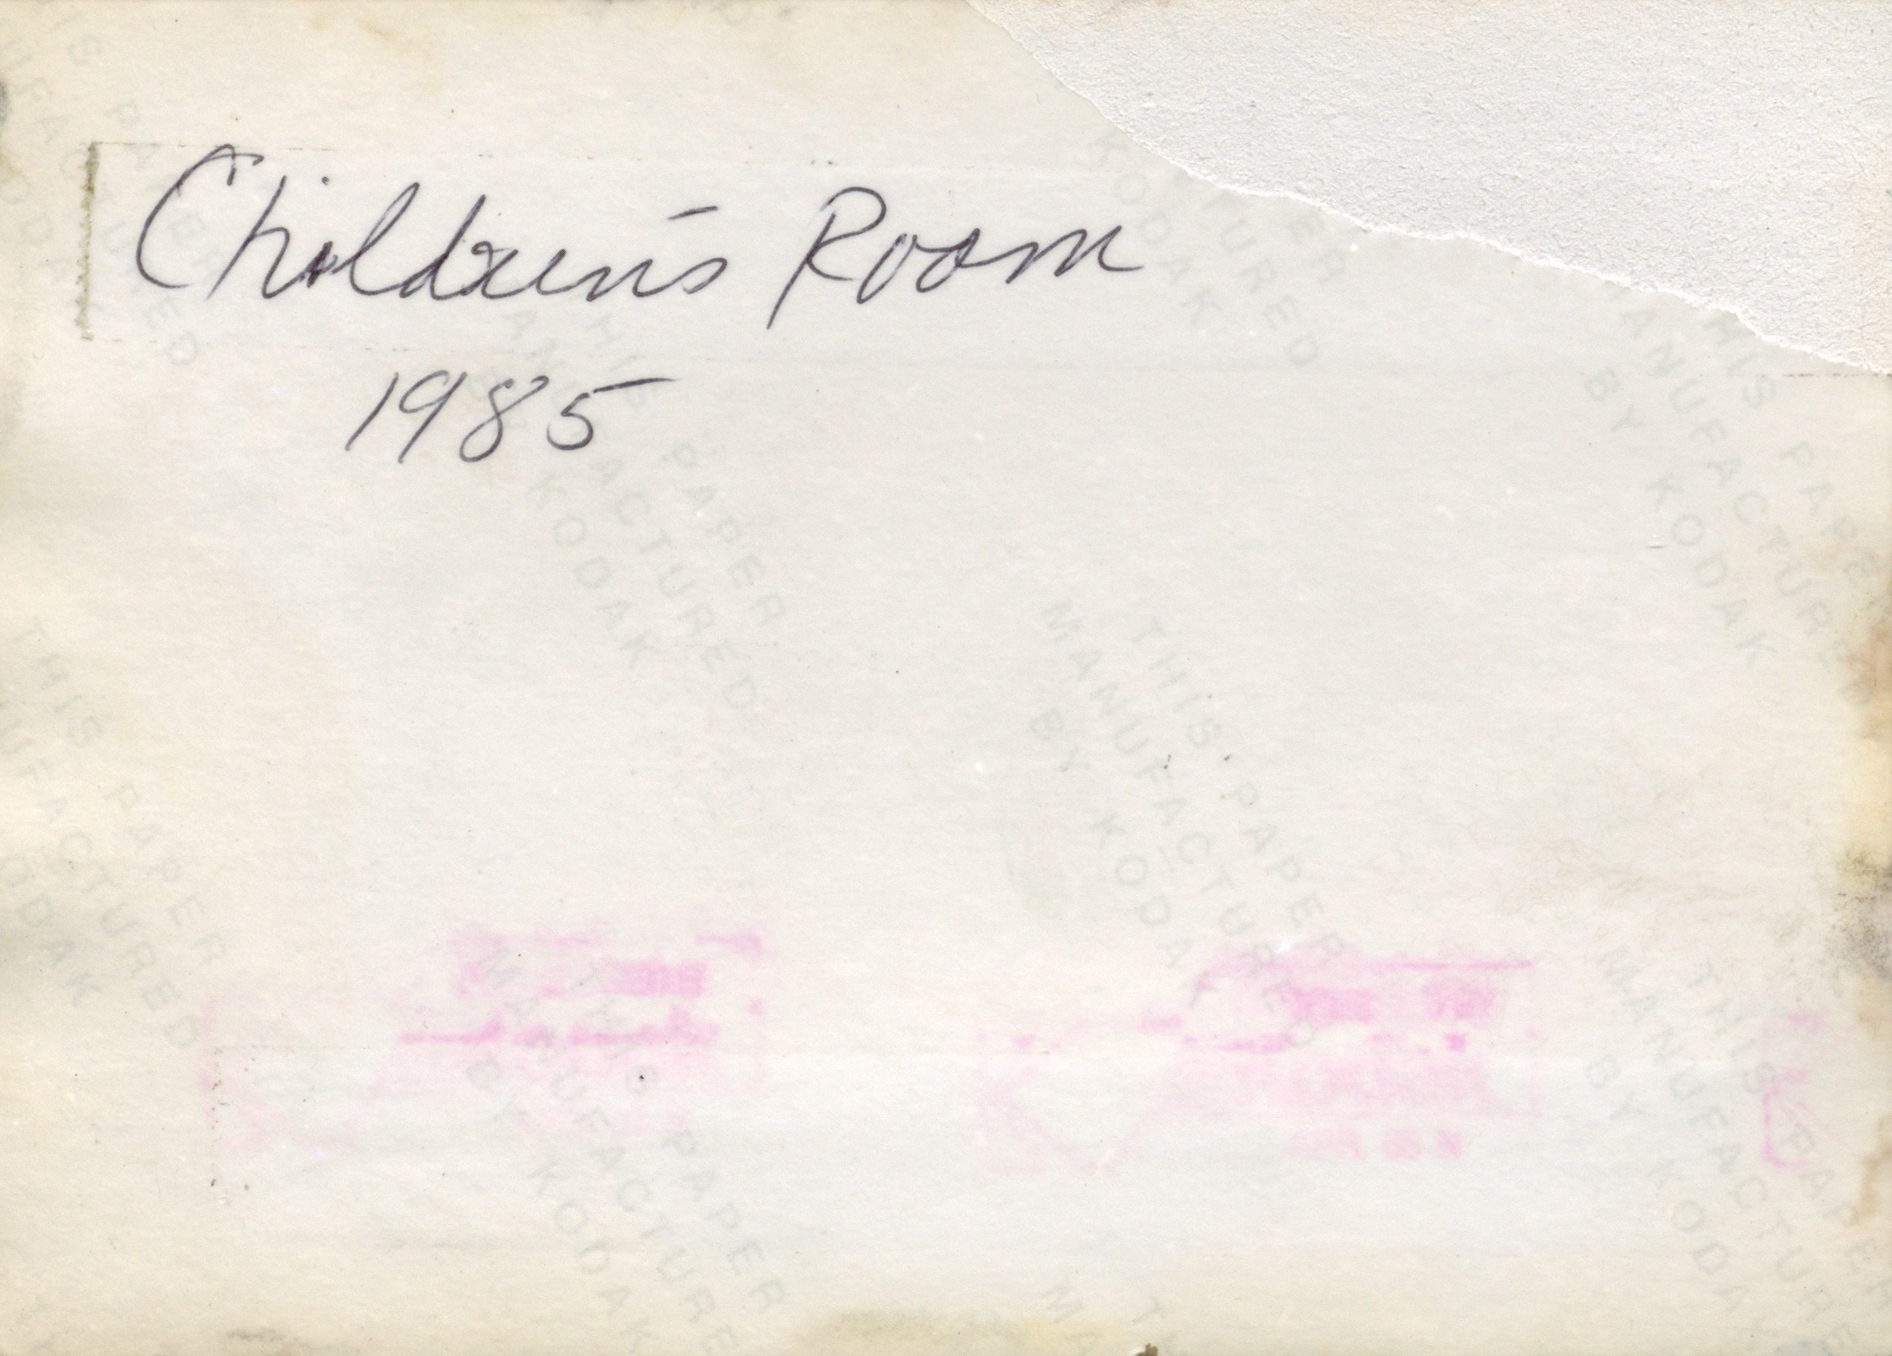 Children's Room
1985
THIS PAPER
MANUFACTURED
BY KODAK